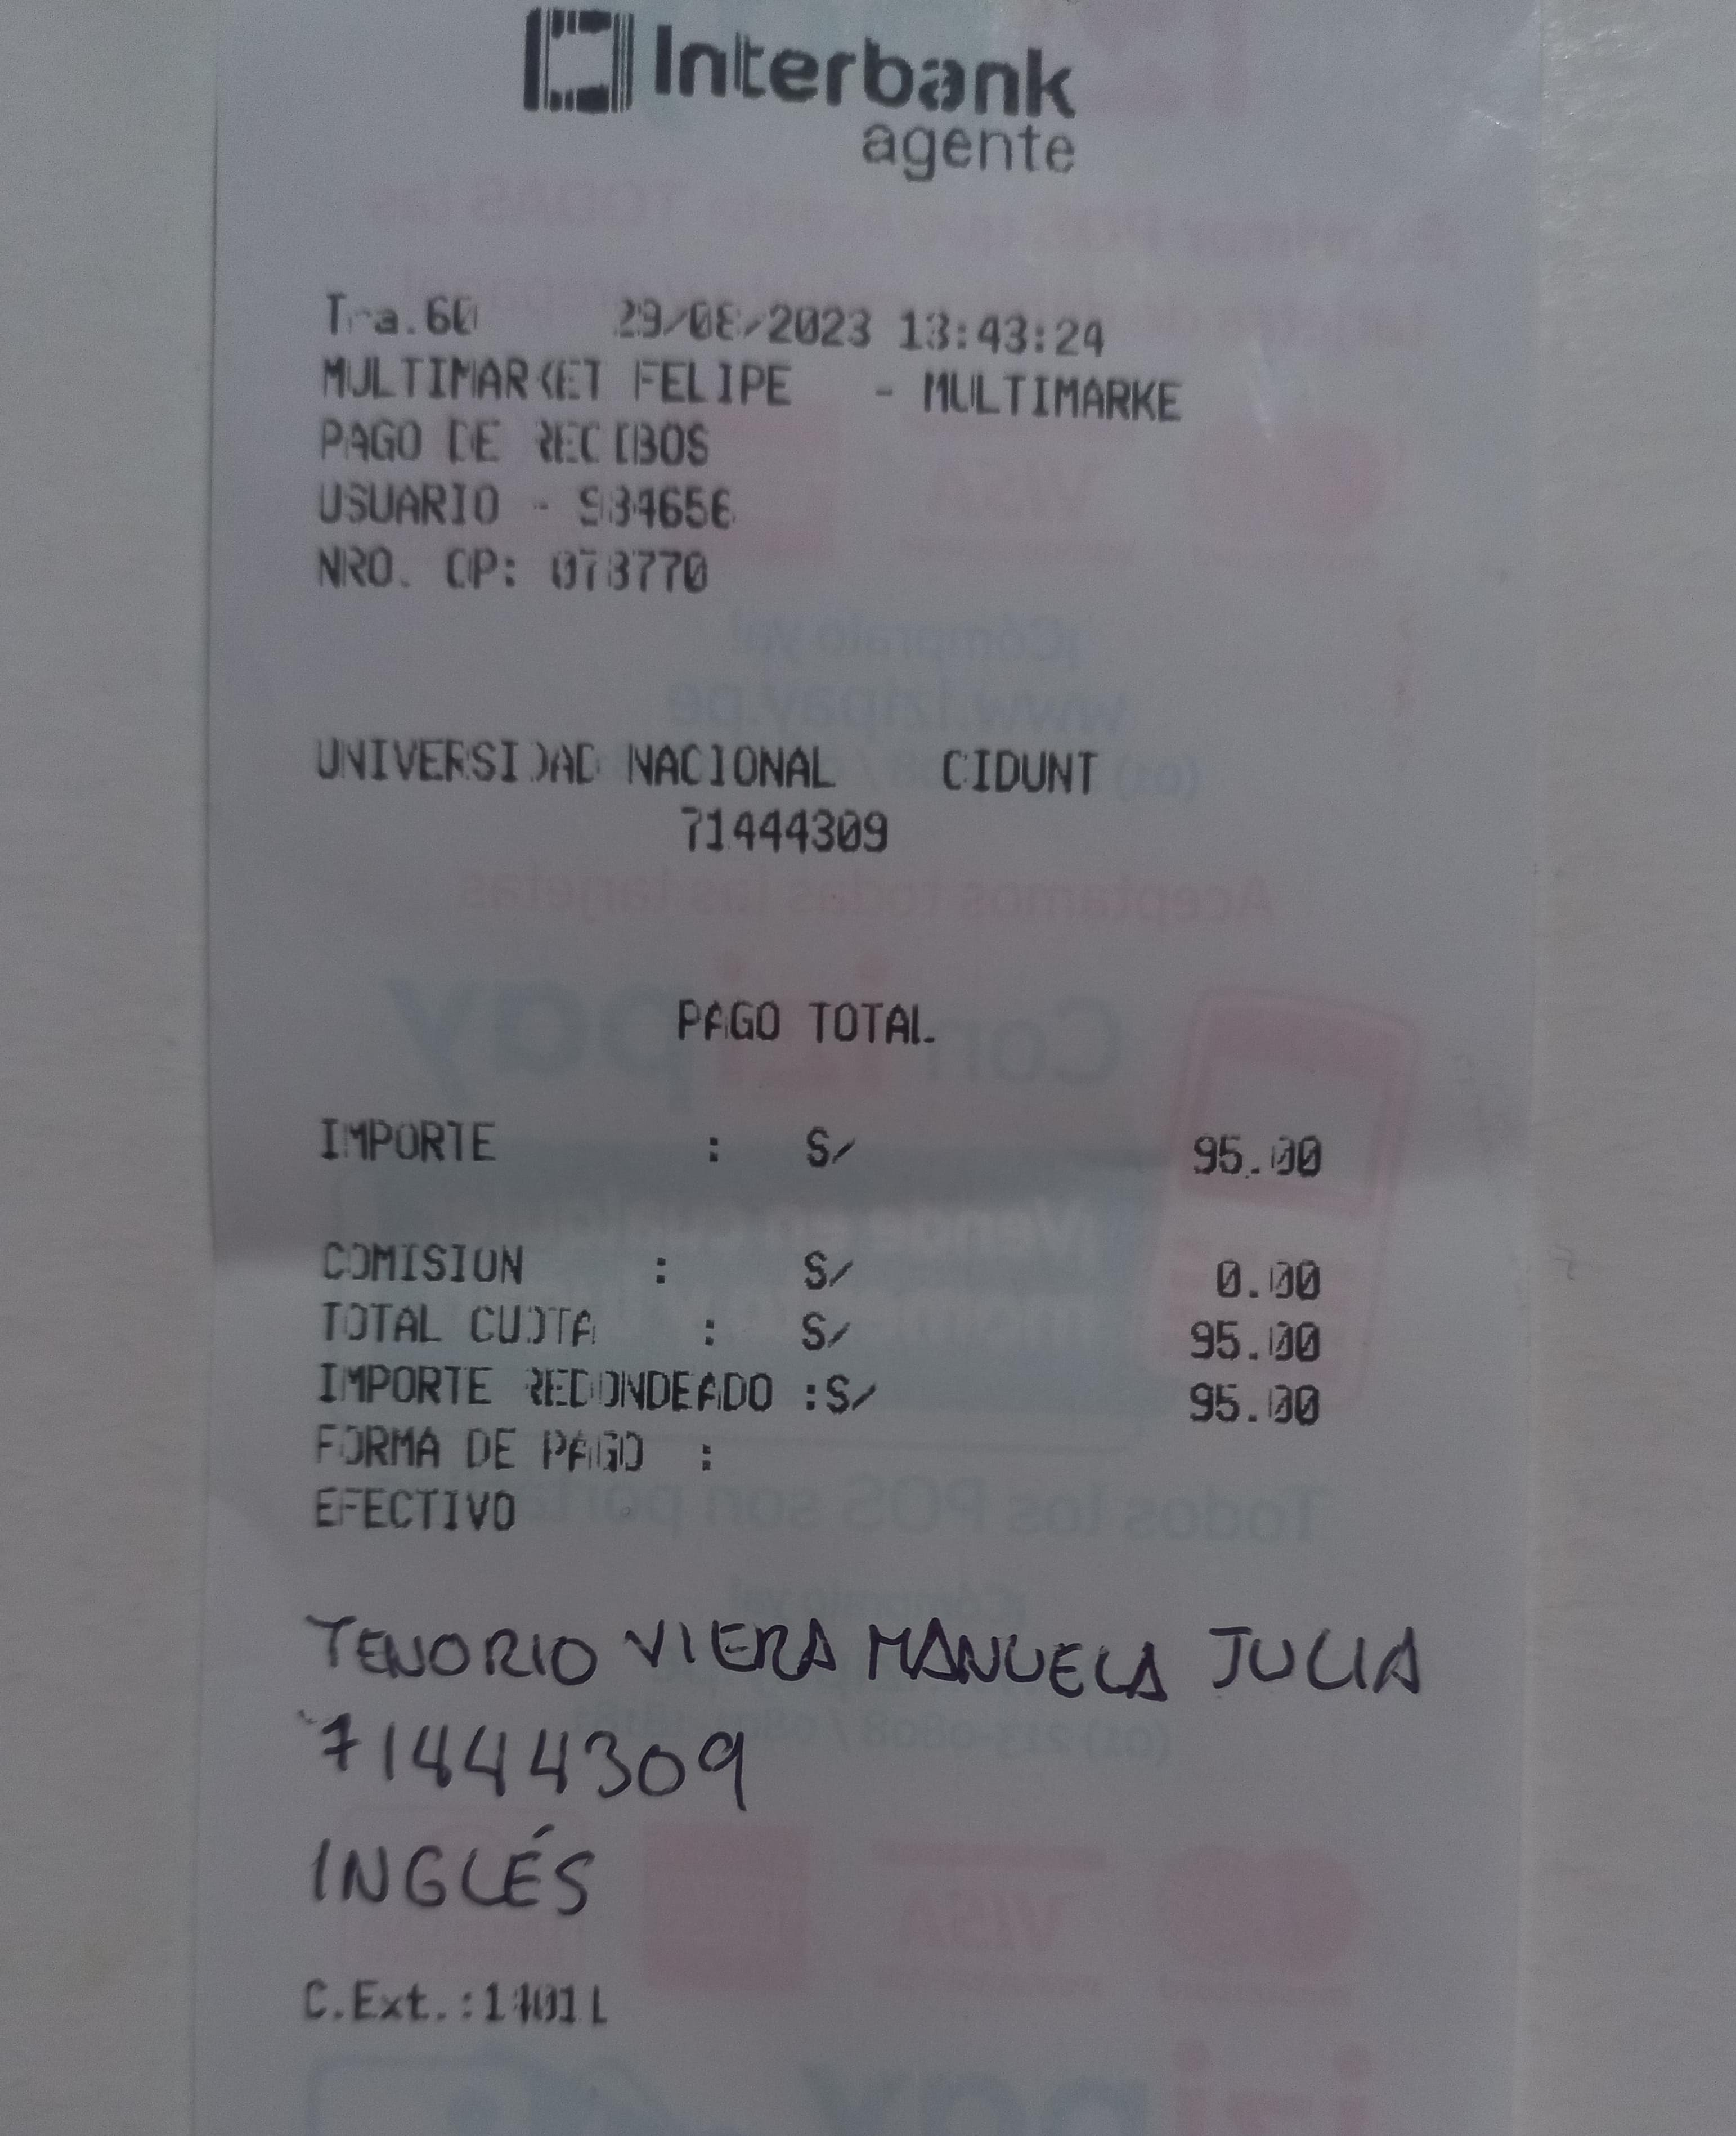 Interbank
agente
Tra.60 29/08/2023 13:43:24
MULTIMARKET FELIPE - MULTIMARKE
PAGO DE RECIBOS
USUARIO - 984656
NRO. OP: 073770
UNIVERSIDAD NACIONAL CIDUNT
71444309
PAGO TOTAL
IMPORTE : S/ 95.00
COMISION : S/ 0.00
TOTAL CUOTA : S/ 95.00
IMPORTE REDONDEADO :S/ 95.00
FORMA DE PAGO :
EFECTIVO
TENORIO VIERA MANUELA JULIA
71444309
INGLÉS
C.Ext.: